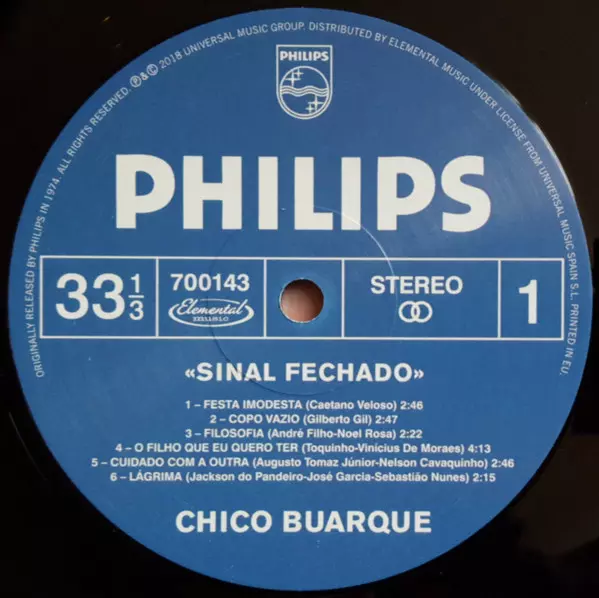 ORIGINALLY RELEASED BY PHILIPS IN 1974. ALL RIGHTS RESERVED. ℗&© 2018 UNIVERSAL MUSIC GROUP. DISTRIBUTED BY ELEMENTAL MUSIC UNDER LICENSE FROM UNIVERSAL MUSIC SPAIN S.L. PRINTED IN EU.
PHILIPS
PHILIPS
33 1/3
700143
Elemental
music
STEREO
1
«SINAL FECHADO»
1 – FESTA IMODESTA (Caetano Veloso) 2:46
2 – COPO VAZIO (Gilberto Gil) 2:47
3 – FILOSOFIA (André Filho-Noel Rosa) 2:22
4 – O FILHO QUE EU QUERO TER (Toquinho-Vinícius De Moraes) 4:13
5 – CUIDADO COM A OUTRA (Augusto Tomaz Júnior-Nelson Cavaquinho) 2:46
6 – LÁGRIMA (Jackson do Pandeiro-José Garcia-Sebastião Nunes) 2:15
CHICO BUARQUE